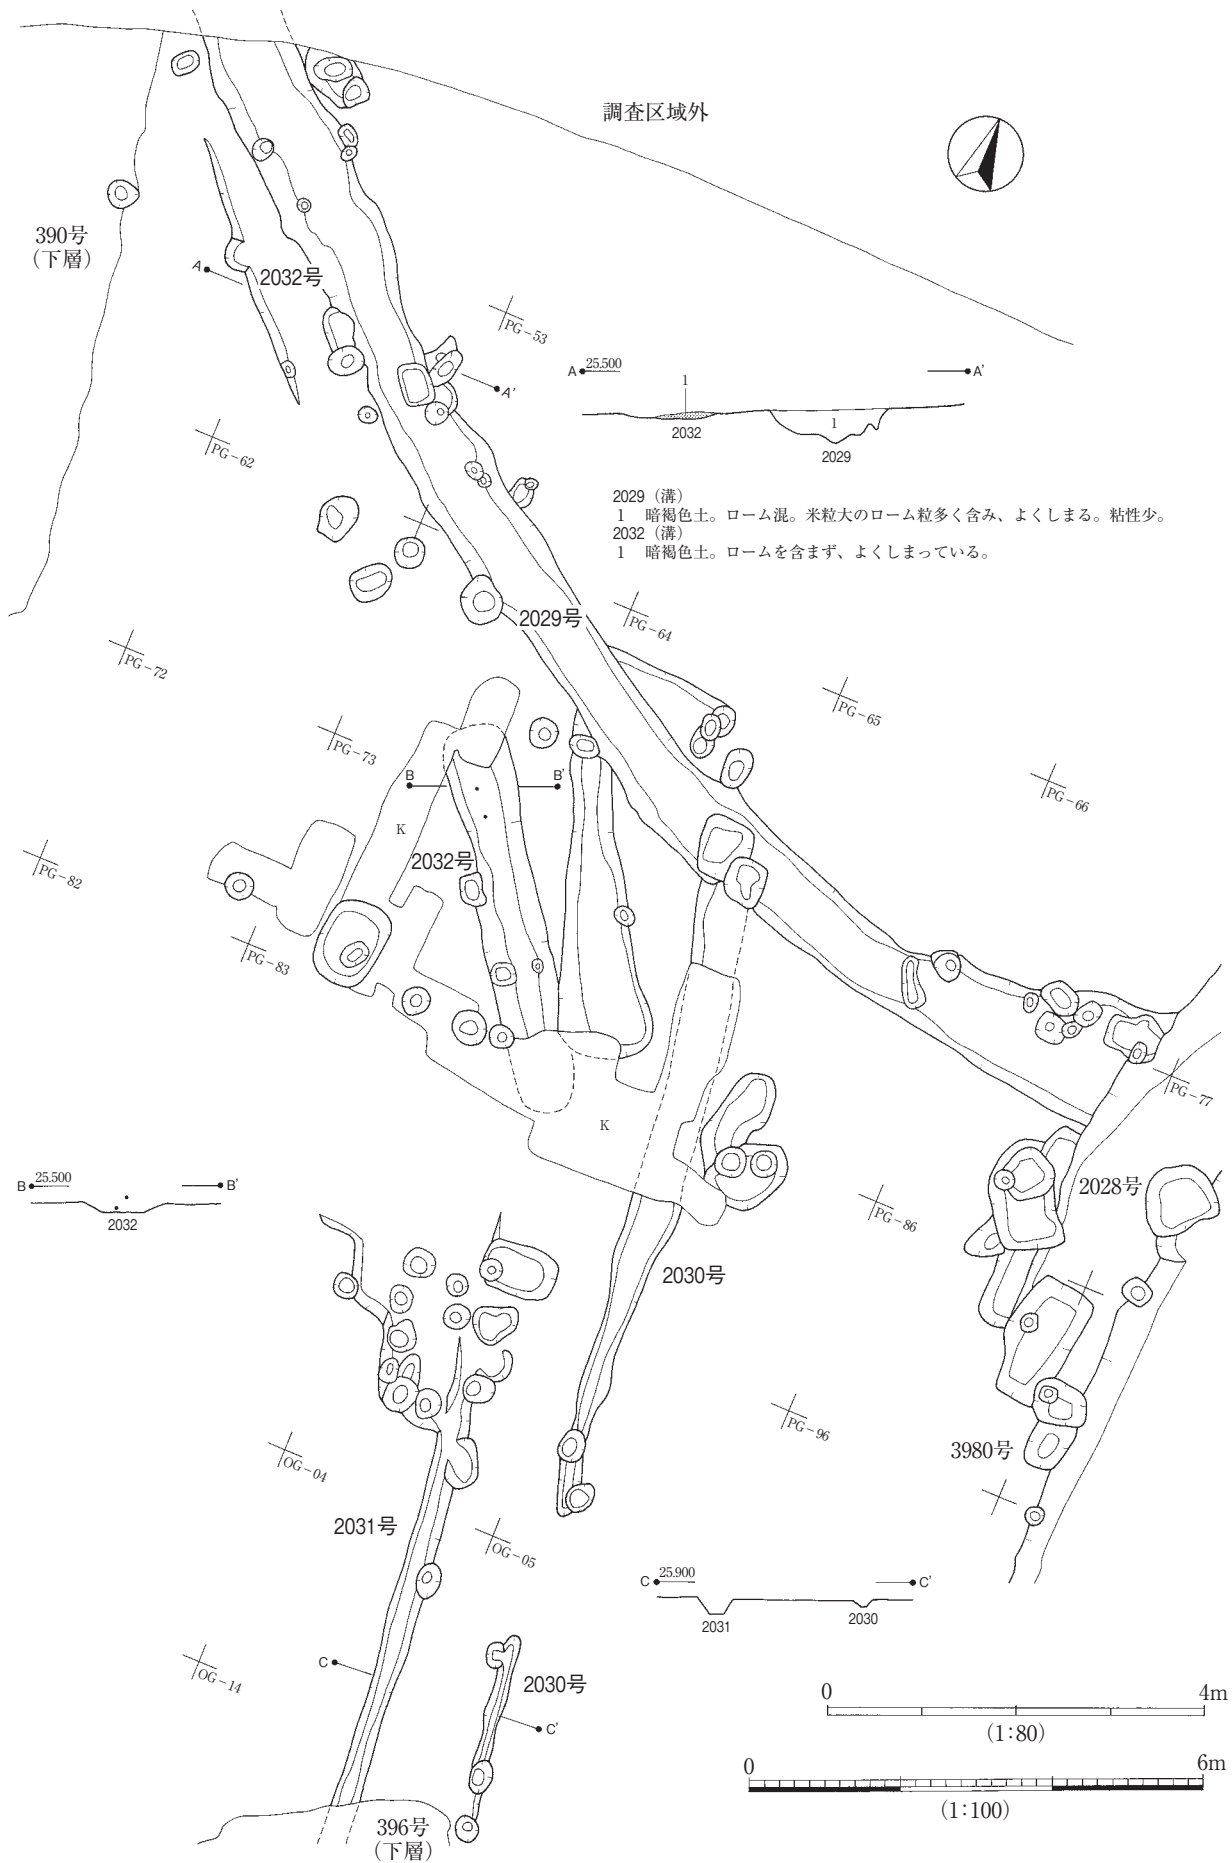 調査区域外
390号
（下層）
A
2032号
PG－53
A 25.500 A'
A'
1
1
2032
2029
PG－62
2029（溝）
1　暗褐色土。ローム混。米粒大のローム粒多く含み、よくしまる。粘性少。
2032（溝）
1　暗褐色土。ロームを含まず、よくしまっている。
2029号
PG－64
PG－72
PG－65
PG－73
B B'
PG－66
K
2032号
PG－82
PG－83
PG－77
K
B 25.500 B'
2032
2028号
PG－86
2030号
PG－96
OG－04
3980号
2031号
OG－05
C 25.900 C'
2031 2030
C
OG－14
2030号
C'
0 4m
(1：80)
0 6m
(1：100)
396号
（下層）